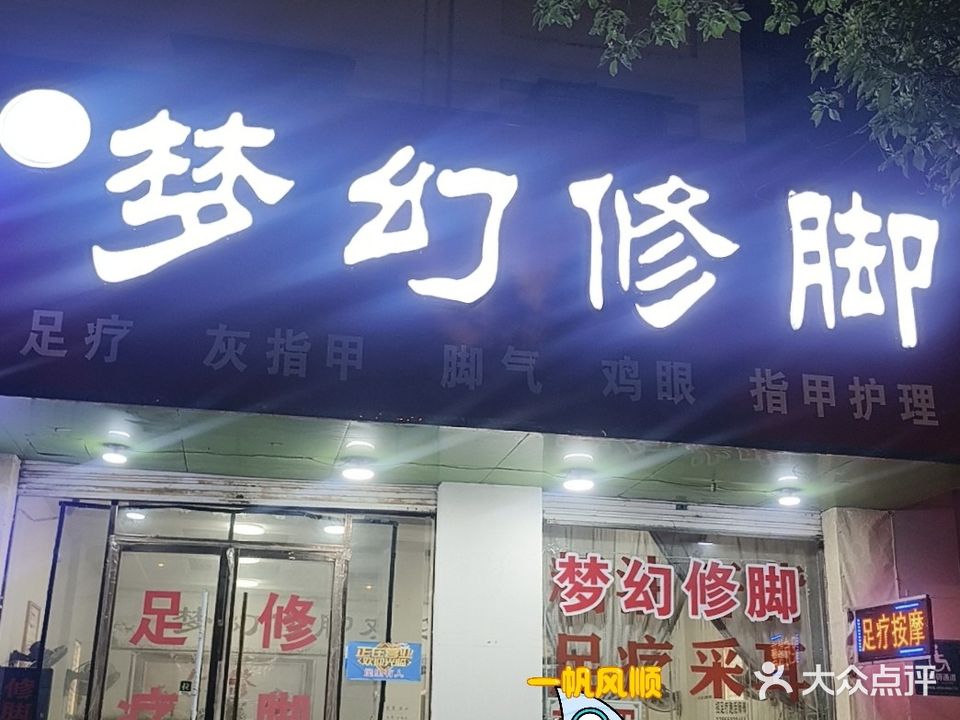 梦幻修脚
足疗 灰指甲 脚气 鸡眼 指甲护理
足 修
疗 脚
梦幻修脚
足疗采耳
正在营业
欢迎光临
足疗按摩
修脚
一帆风顺
大众点评